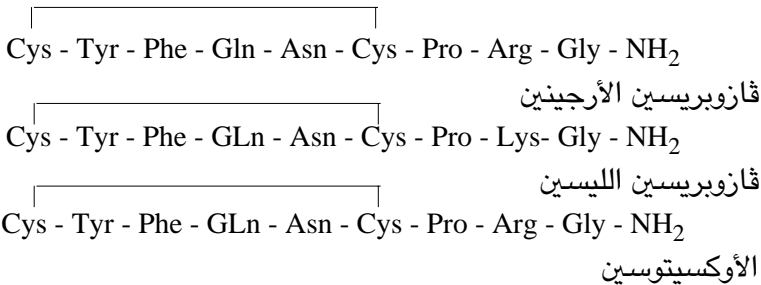 Cys - Tyr - Phe - Gln - Asn - Cys - Pro - Arg - Gly - NH2
ڤازوبريسين الأرجينين
Cys - Tyr - Phe - GLn - Asn - Cys - Pro - Lys- Gly - NH2
ڤازوبريسين الليسين
Cys - Tyr - Phe - GLn - Asn - Cys - Pro - Arg - Gly - NH2
الأوكسيتوسين